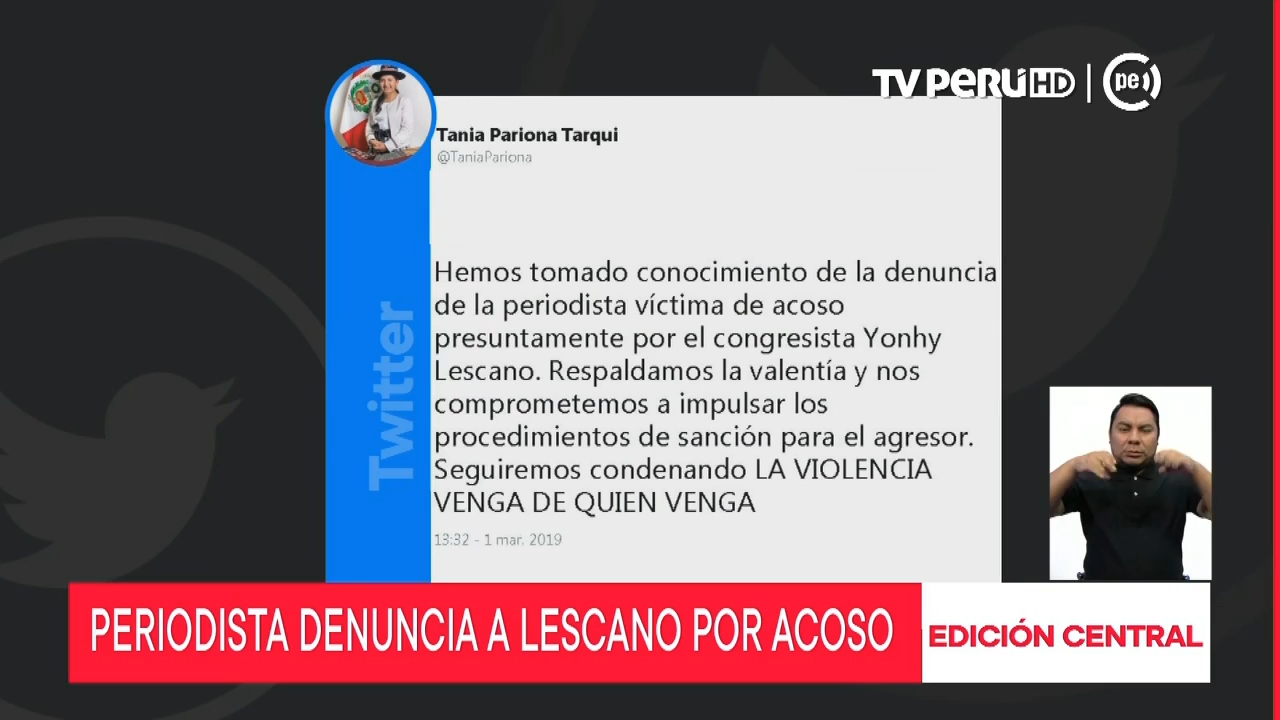 TVPERÚHD | pe
Tania Pariona Tarqui
@TaniaPariona
Hemos tomado conocimiento de la denuncia
de la periodista víctima de acoso
presuntamente por el congresista Yonhy
Lescano. Respaldamos la valentía y nos
comprometemos a impulsar los
procedimientos de sanción para el agresor.
Seguiremos condenando LA VIOLENCIA
VENGA DE QUIEN VENGA
13:32 - 1 mar. 2019
Twitter
PERIODISTA DENUNCIA A LESCANO POR ACOSO
EDICIÓN CENTRAL